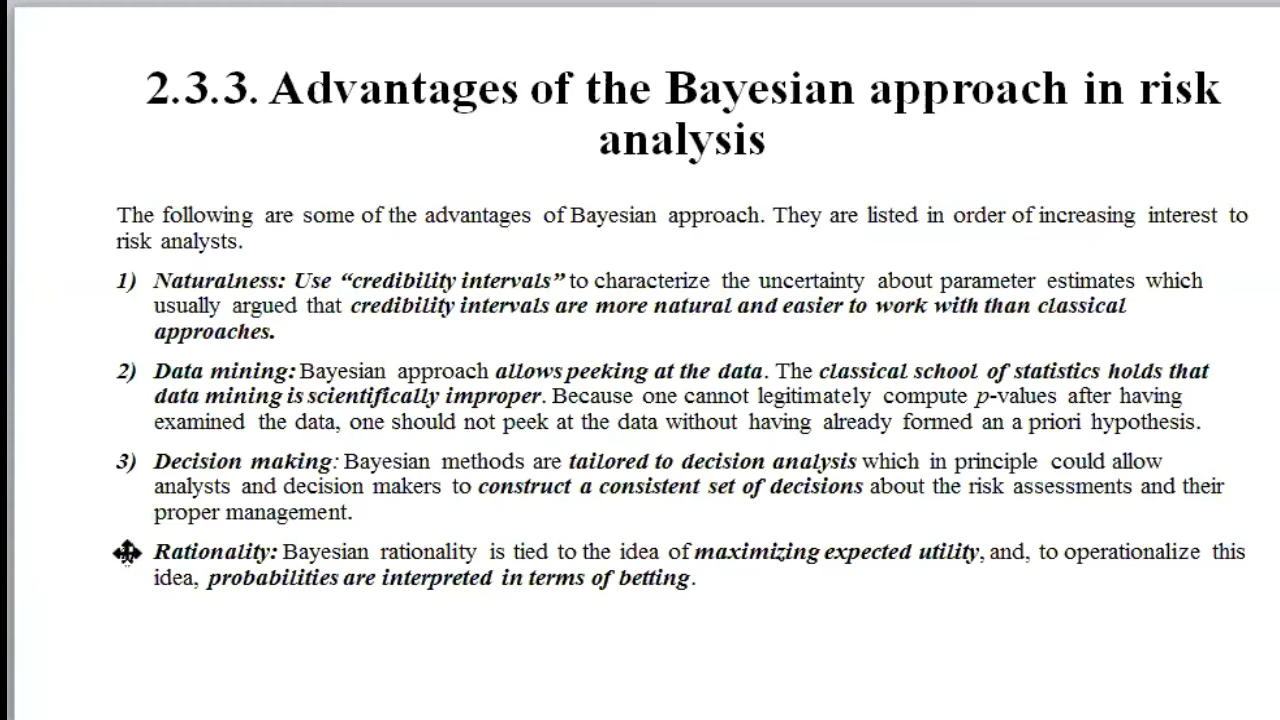 2.3.3. Advantages of the Bayesian approach in risk
analysis
The following are some of the advantages of Bayesian approach. They are listed in order of increasing interest to
risk analysts.
1) Naturalness: Use “credibility intervals” to characterize the uncertainty about parameter estimates which
usually argued that credibility intervals are more natural and easier to work with than classical
approaches.
2) Data mining: Bayesian approach allows peeking at the data. The classical school of statistics holds that
data mining is scientifically improper. Because one cannot legitimately compute p-values after having
examined the data, one should not peek at the data without having already formed an a priori hypothesis.
3) Decision making: Bayesian methods are tailored to decision analysis which in principle could allow
analysts and decision makers to construct a consistent set of decisions about the risk assessments and their
proper management.
Rationality: Bayesian rationality is tied to the idea of maximizing expected utility, and, to operationalize this
idea, probabilities are interpreted in terms of betting.